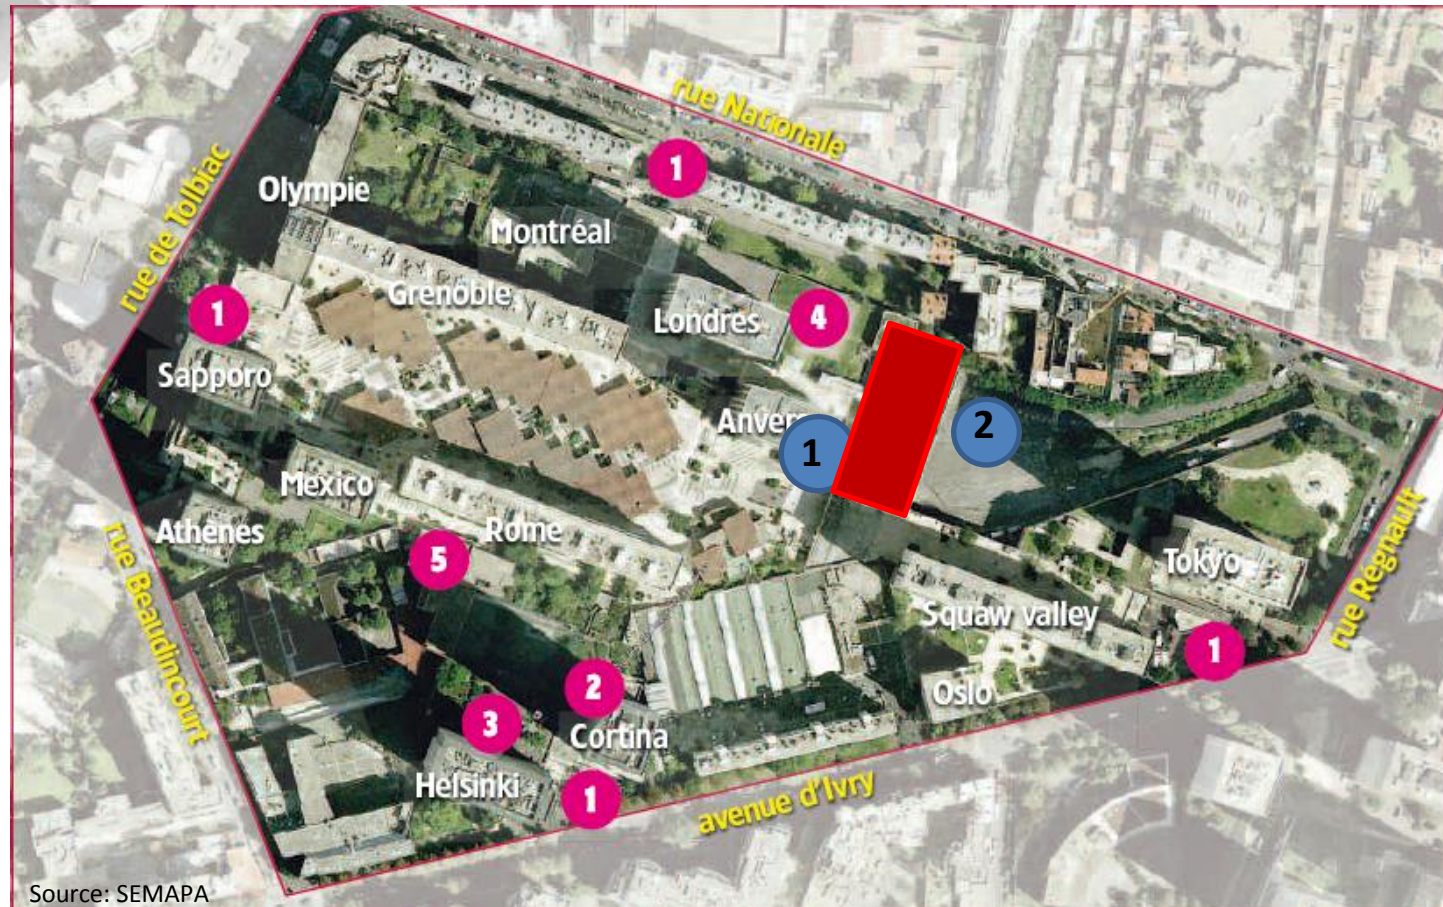 rue Nationale
rue de Tolbiac
1
Olympie
Montréal
Grenoble
1
Londres
4
Sapporo
Anvers
1
2
Mexico
Athènes
Rome
5
Tokyo
rue Regnault
rue Beaudincourt
Squaw valley
1
2
Oslo
3
Cortina
Helsinki
1
avenue d'Ivry
Source: SEMAPA